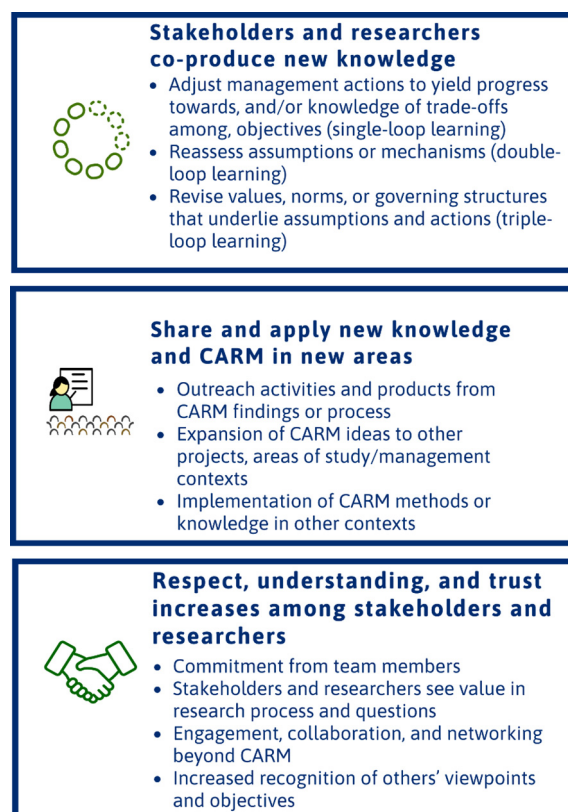 Stakeholders and researchers
co-produce new knowledge
• Adjust management actions to yield progress
towards, and/or knowledge of trade-offs
among, objectives (single-loop learning)
• Reassess assumptions or mechanisms (double-
loop learning)
• Revise values, norms, or governing structures
that underlie assumptions and actions (triple-
loop learning)
Share and apply new knowledge
and CARM in new areas
• Outreach activities and products from
CARM findings or process
• Expansion of CARM ideas to other
projects, areas of study/management
contexts
• Implementation of CARM methods or
knowledge in other contexts
Respect, understanding, and trust
increases among stakeholders and
researchers
• Commitment from team members
• Stakeholders and researchers see value in
research process and questions
• Engagement, collaboration, and networking
beyond CARM
• Increased recognition of others' viewpoints
and objectives